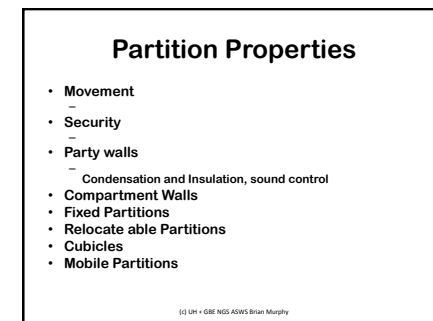 Partition Properties
• Movement
–
• Security
–
• Party walls
–
Condensation and Insulation, sound control
• Compartment Walls
• Fixed Partitions
• Relocate able Partitions
• Cubicles
• Mobile Partitions
(c) UH + GBE NGS ASWS Brian Murphy